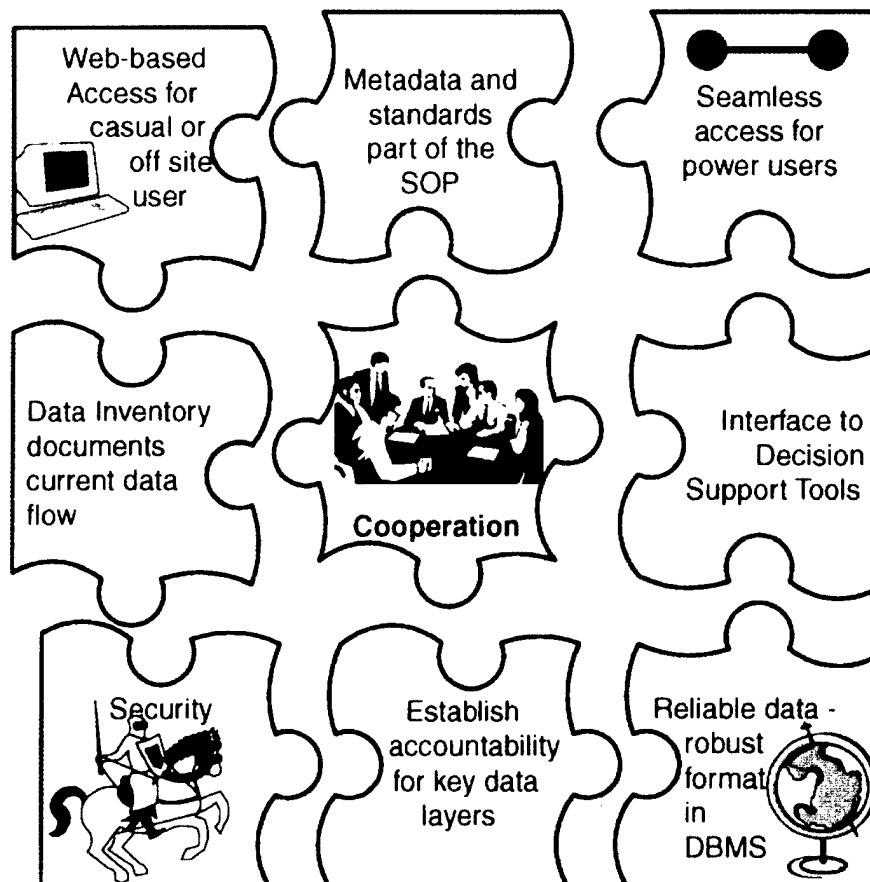 Web-based
Access for
casual or
off site
user
Metadata and
standards
part of the
SOP
Seamless
access for
power users
Data Inventory
documents
current data
flow
Cooperation
Interface to
Decision
Support Tools
Security
Establish
accountability
for key data
layers
Reliable data -
robust
format
in
DBMS